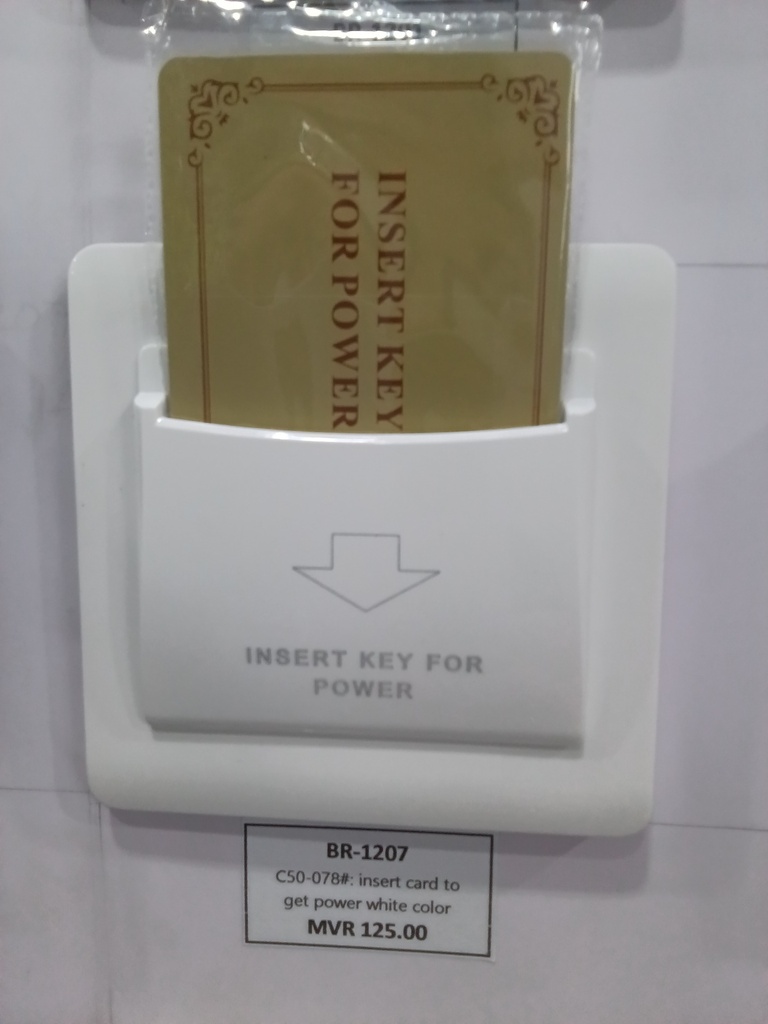 INSERT KEY
FOR POWER
INSERT KEY FOR
POWER
BR-1207
C50-078#: insert card to
get power white color
MVR 125.00